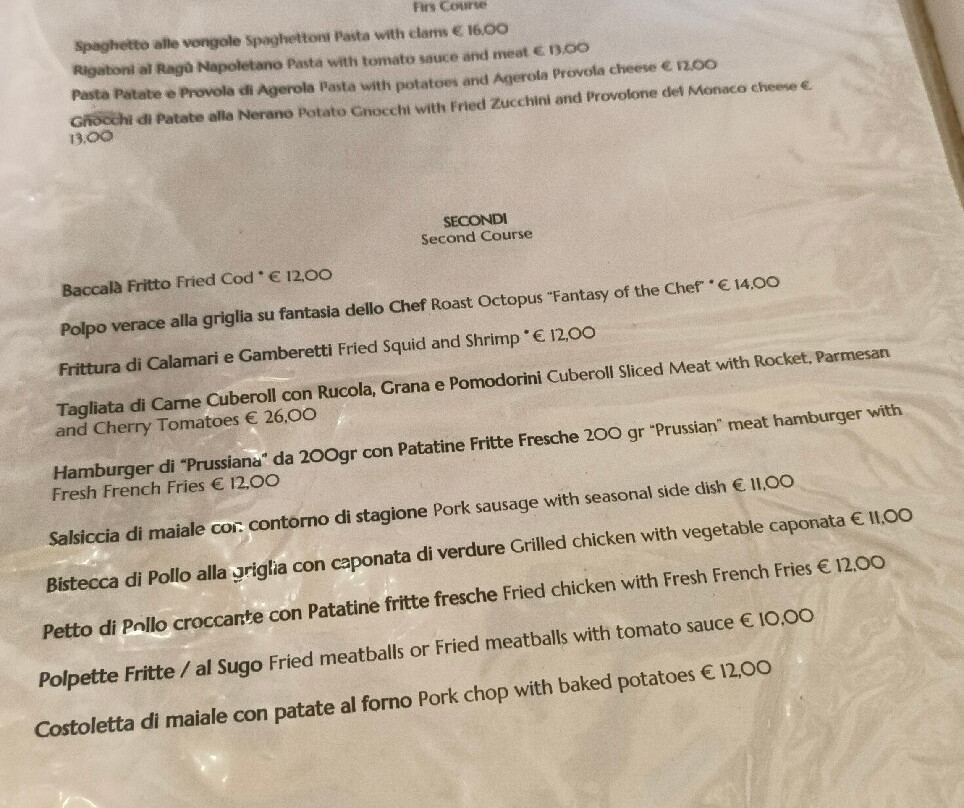 Firs Course
Spaghetto alle vongole Spaghettoni Pasta with clams € 16,00
Rigatoni al Ragù Napoletano Pasta with tomato sauce and meat € 13,00
Pasta Patate e Provola di Agerola Pasta with potatoes and Agerola Provola cheese € 12,00
Gnocchi di Patate alla Nerano Potato Gnocchi with Fried Zucchini and Provolone del Monaco cheese €
13,00
SECONDI
Second Course
Baccalà Fritto Fried Cod * € 12,00
Polpo verace alla griglia su fantasia dello Chef Roast Octopus "Fantasy of the Chef" * € 14,00
Frittura di Calamari e Gamberetti Fried Squid and Shrimp * € 12,00
Tagliata di Carne Cuberoll con Rucola, Grana e Pomodorini Cuberoll Sliced Meat with Rocket, Parmesan
and Cherry Tomatoes € 26,00
Hamburger di "Prussiana" da 200gr con Patatine Fritte Fresche 200 gr "Prussian" meat hamburger with
Fresh French Fries € 12,00
Salsiccia di maiale con contorno di stagione Pork sausage with seasonal side dish € 11,00
Bistecca di Pollo alla griglia con caponata di verdure Grilled chicken with vegetable caponata € 11,00
Petto di Pollo croccante con Patatine fritte fresche Fried chicken with Fresh French Fries € 12,00
Polpette Fritte / al Sugo Fried meatballs or Fried meatballs with tomato sauce € 10,00
Costoletta di maiale con patate al forno Pork chop with baked potatoes € 12,00